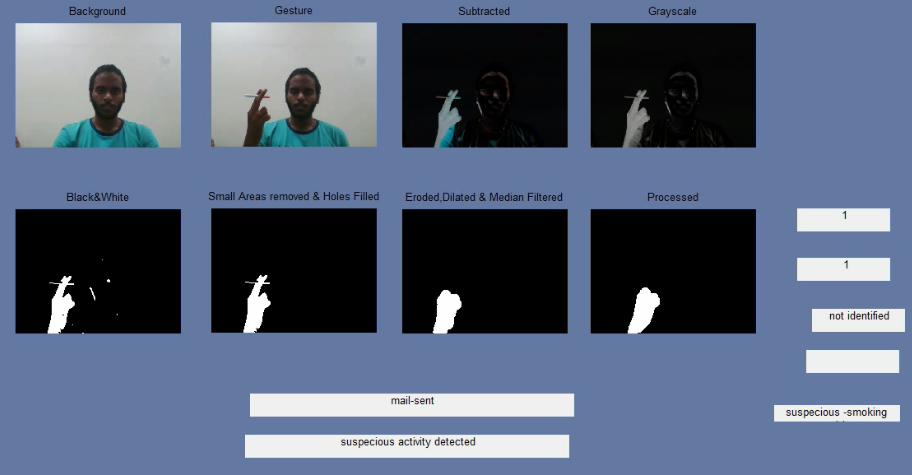 Background
Gesture
Subtracted
Grayscale
Black&White
Small Areas removed & Holes Filled
Eroded,Dilated & Median Filtered
Processed
1
1
not identified
mail-sent
suspecious -smoking
suspecious activity detected